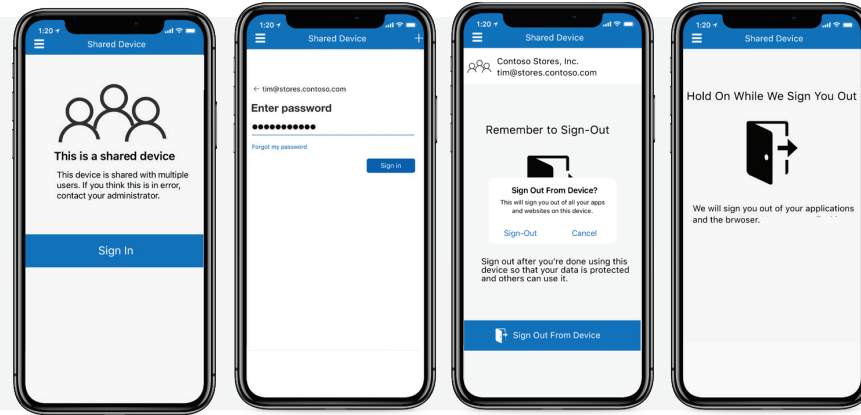 1:20
Shared Device
This is a shared device
This device is shared with multiple
users. If you think this is in error,
contact your administrator.
Sign In
1:20
Shared Device
← tim@stores.contoso.com
Enter password
Forgot my password
Sign in
1:20
Shared Device
Contoso Stores, Inc.
tim@stores.contoso.com
Remember to Sign-Out
Sign Out From Device?
This will sign you out of all your apps
and websites on this device.
Sign-Out
Cancel
Sign out after you're done using this
device so that your data is protected
and others can use it.
Sign Out From Device
1:20
Shared Device
Hold On While We Sign You Out
We will sign you out of your applications
and the brwoser.